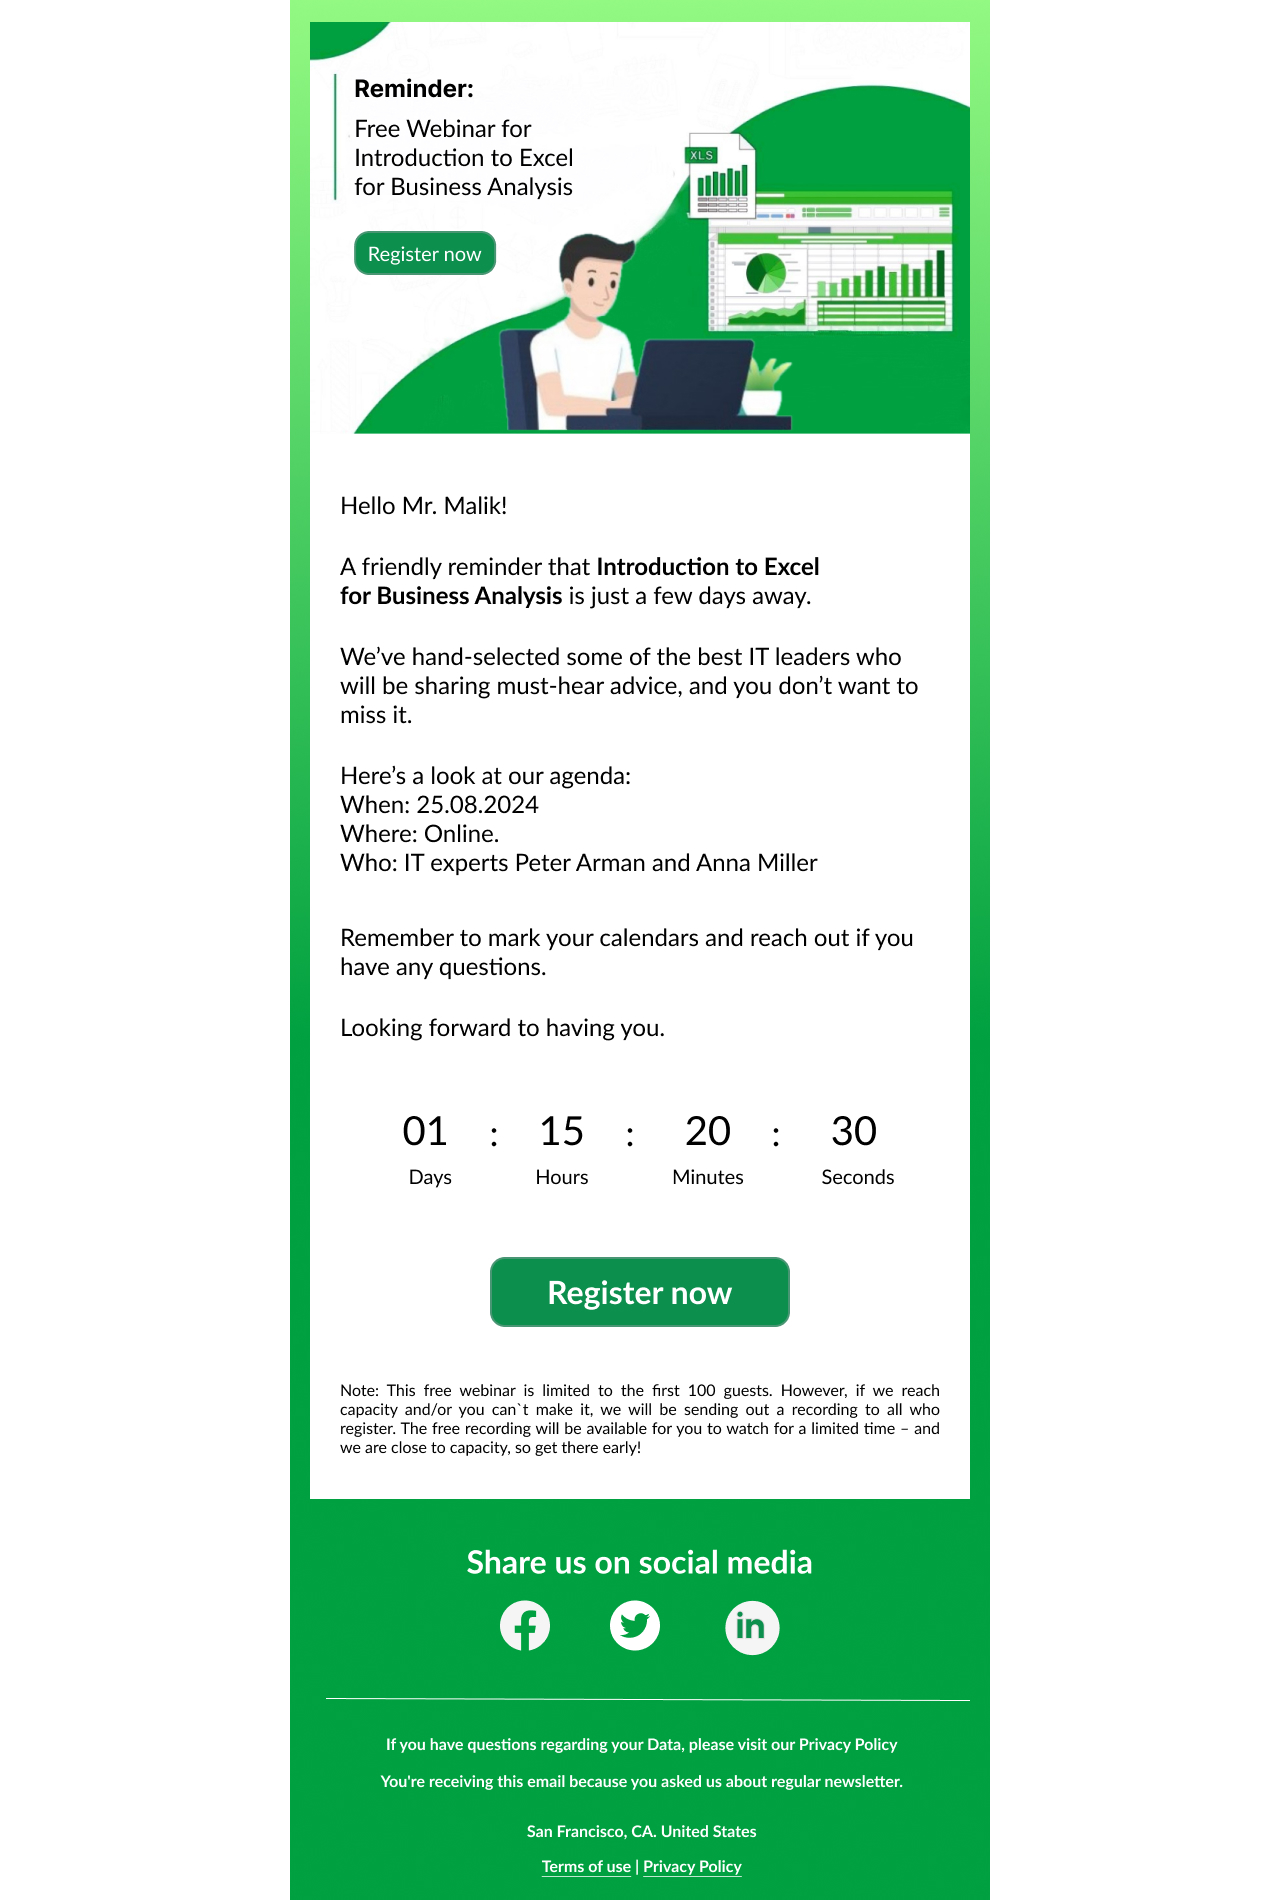 Reminder:
Free Webinar for
Introduction to Excel
for Business Analysis
XLS
Register now
Hello Mr. Malik!
A friendly reminder that Introduction to Excel
for Business Analysis is just a few days away.
We’ve hand-selected some of the best IT leaders who
will be sharing must-hear advice, and you don’t want to
miss it.
Here’s a look at our agenda:
When: 25.08.2024
Where: Online.
Who: IT experts Peter Arman and Anna Miller
Remember to mark your calendars and reach out if you
have any questions.
Looking forward to having you.
01 : 15 : 20 : 30
Days Hours Minutes Seconds
Register now
Note: This free webinar is limited to the first 100 guests. However, if we reach
capacity and/or you can`t make it, we will be sending out a recording to all who
register. The free recording will be available for you to watch for a limited time – and
we are close to capacity, so get there early!
Share us on social media
in
If you have questions regarding your Data, please visit our Privacy Policy
You're receiving this email because you asked us about regular newsletter.
San Francisco, CA. United States
Terms of use | Privacy Policy